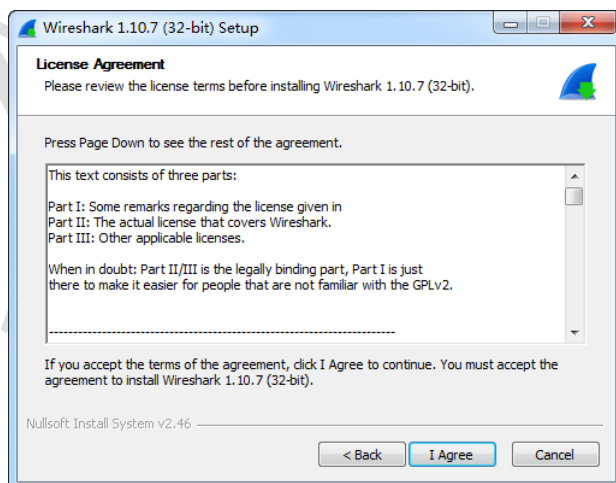 Wireshark 1.10.7 (32-bit) Setup
License Agreement
Please review the license terms before installing Wireshark 1.10.7 (32-bit).
Press Page Down to see the rest of the agreement.
This text consists of three parts:
Part I: Some remarks regarding the license given in
Part II: The actual license that covers Wireshark.
Part III: Other applicable licenses.
When in doubt: Part II/III is the legally binding part, Part I is just
there to make it easier for people that are not familiar with the GPLv2.
------------------------------------------------------------------------
If you accept the terms of the agreement, click I Agree to continue. You must accept the
agreement to install Wireshark 1.10.7 (32-bit).
Nullsoft Install System v2.46
< Back
I Agree
Cancel